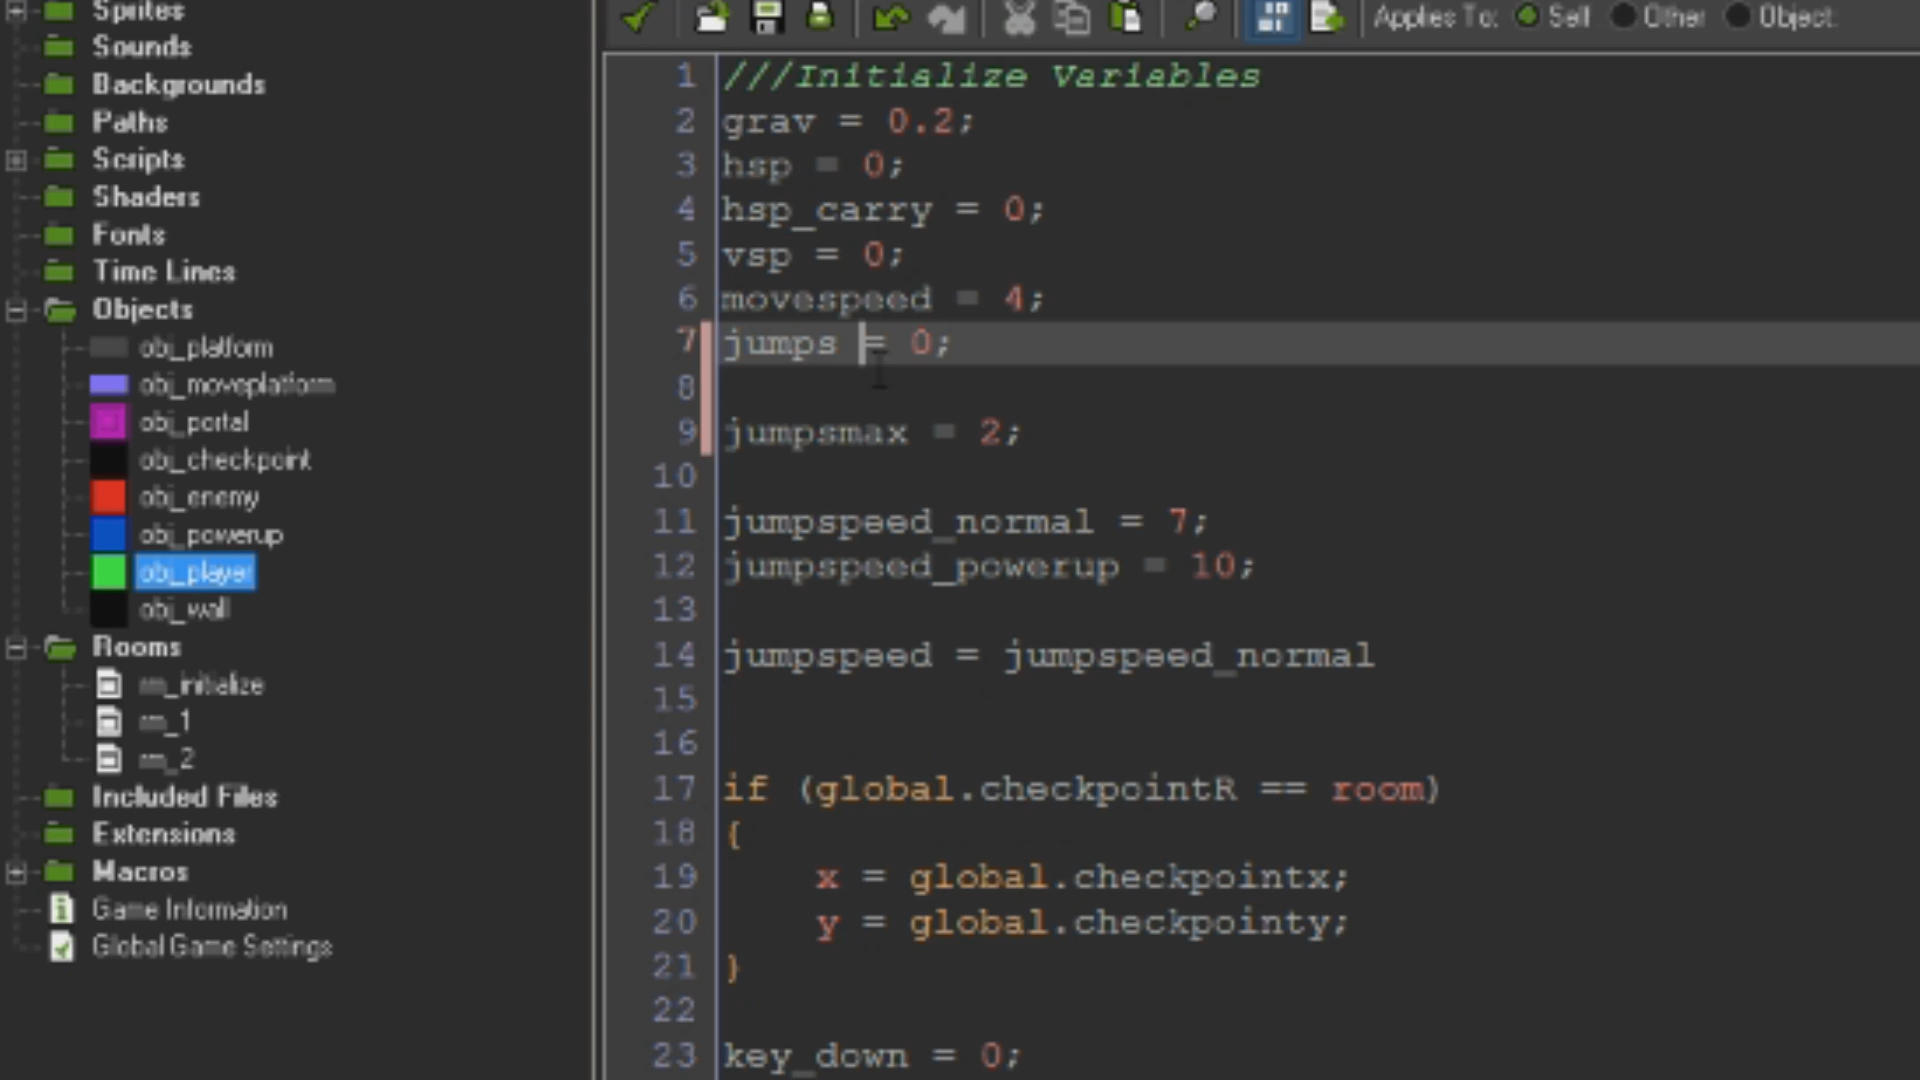 Sprites
Sounds
Backgrounds
Paths
Scripts
Shaders
Fonts
Time Lines
Objects
obj_platform
obj_moveplatform
obj_portal
obj_checkpoint
obj_enemy
obj_powerup
obj_player
obj_wall
Rooms
rm_initialize
rm_1
rm_2
Included Files
Extensions
Macros
Game Information
Global Game Settings
Applies To: Self Other Object:
1 ///Initialize Variables
2 grav = 0.2;
3 hsp = 0;
4 hsp_carry = 0;
5 vsp = 0;
6 movespeed = 4;
7 jumps = 0;
8
9 jumpsmax = 2;
10
11 jumpspeed_normal = 7;
12 jumpspeed_powerup = 10;
13
14 jumpspeed = jumpspeed_normal
15
16
17 if (global.checkpointR == room)
18 {
19 x = global.checkpointx;
20 y = global.checkpointy;
21 }
22
23 key_down = 0;